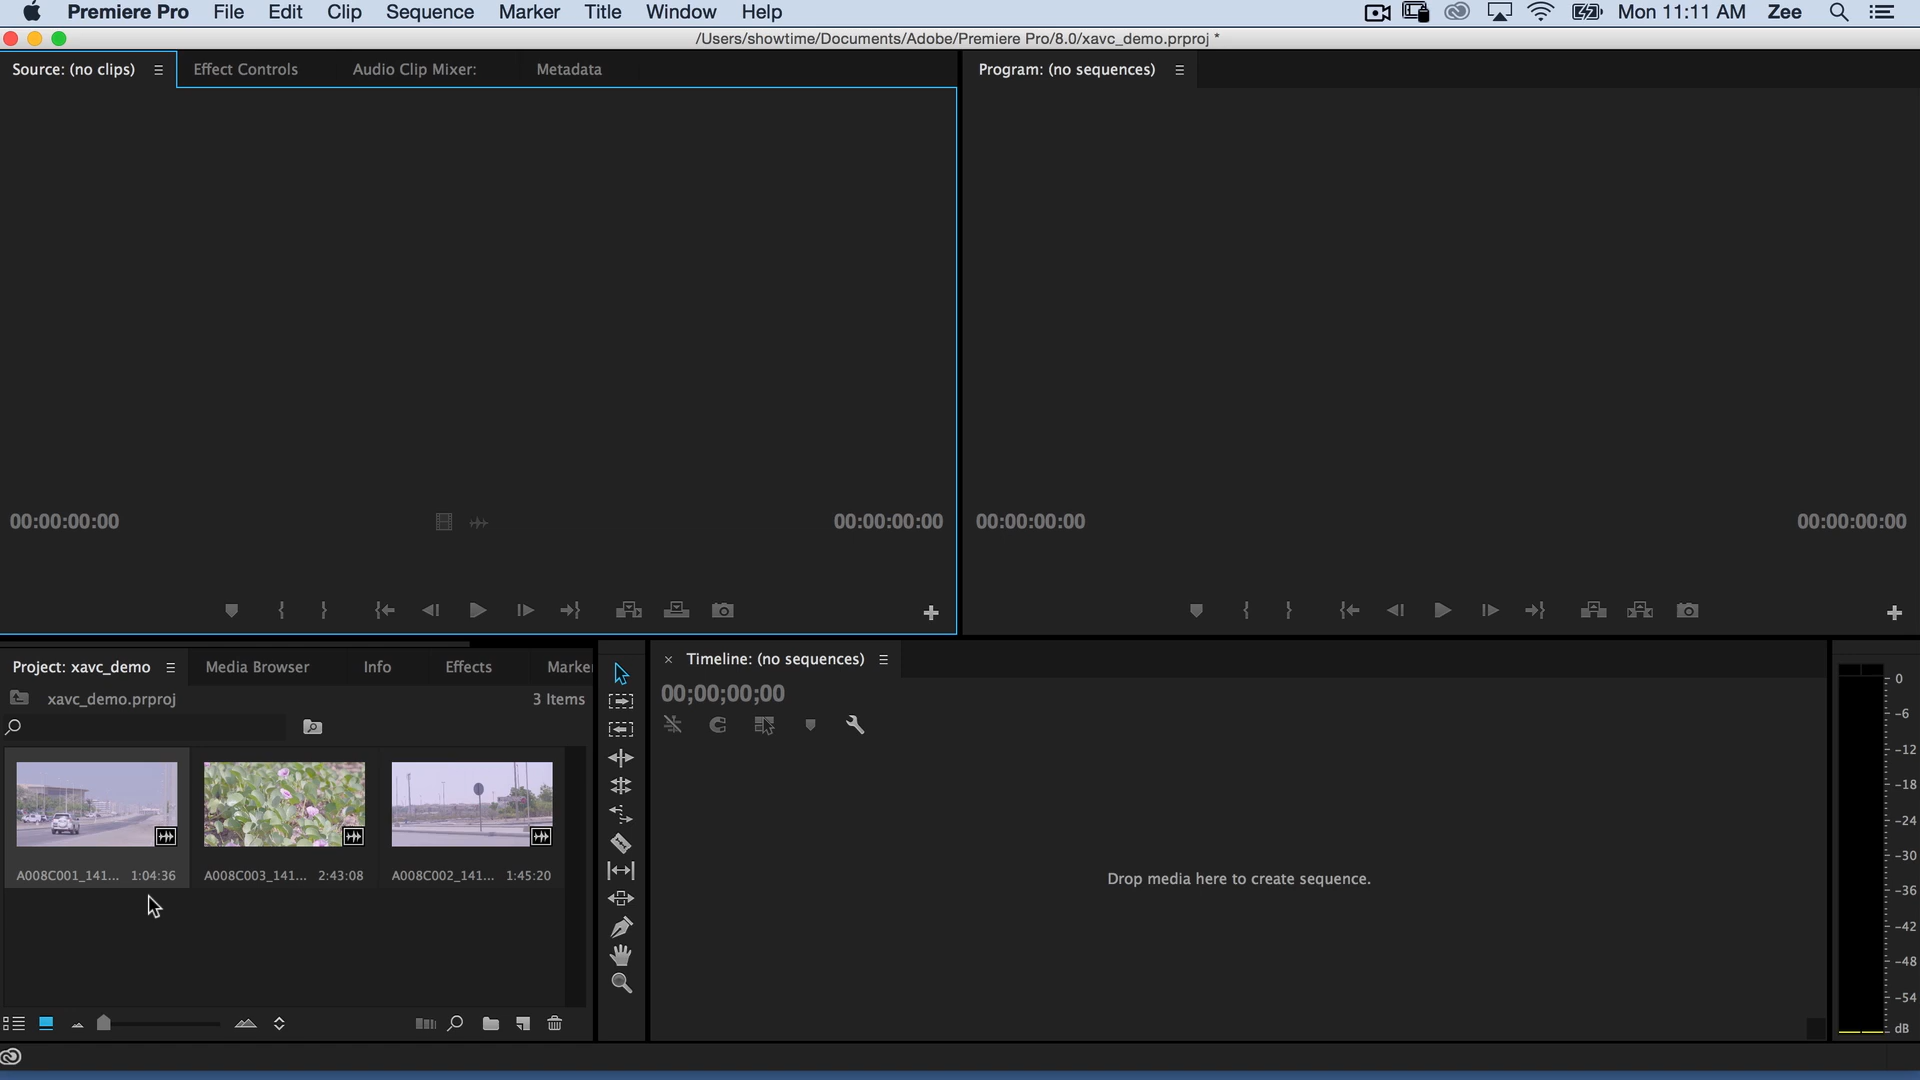 Premiere Pro File Edit Clip Sequence Marker Title Window Help Mon 11:11 AM Zee
/Users/showtime/Documents/Adobe/Premiere Pro/8.0/xavc_demo.prproj *
Source: (no clips) Effect Controls Audio Clip Mixer: Metadata Program: (no sequences)
00:00:00:00 00:00:00:00 00:00:00:00 00:00:00:00
Project: xavc_demo Media Browser Info Effects Marke
xavc_demo.prproj 3 Items
A008C001_141... 1:04:36 A008C003_141... 2:43:08 A008C002_141... 1:45:20
Timeline: (no sequences)
00;00;00;00
Drop media here to create sequence.
0
-6
-12
-18
-24
-30
-36
-42
-48
-54
dB